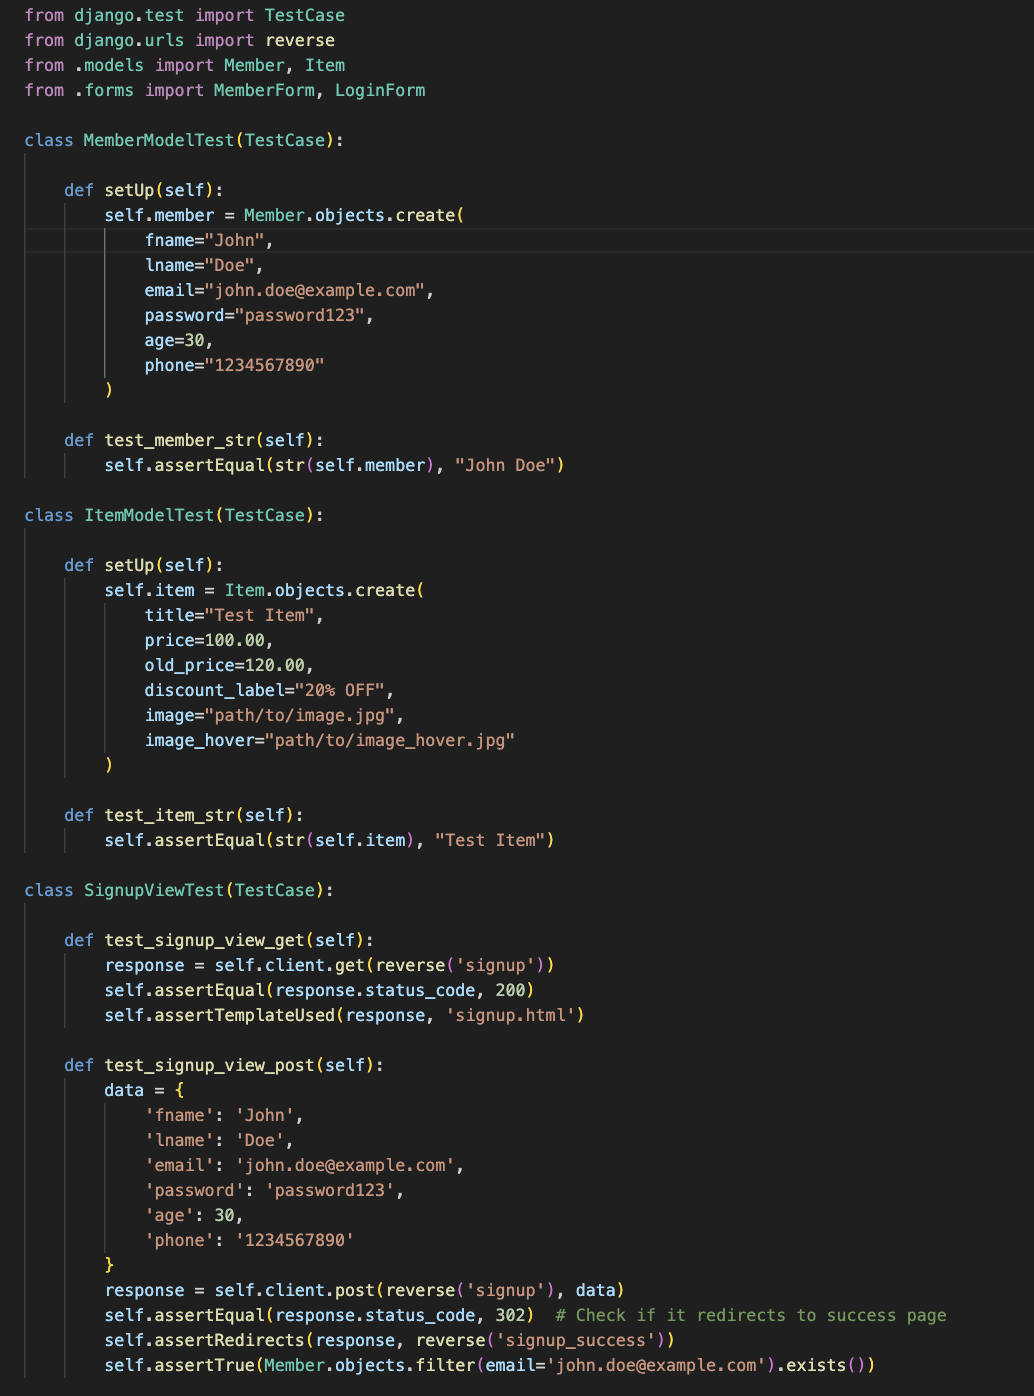 from django.test import TestCase
from django.urls import reverse
from .models import Member, Item
from .forms import MemberForm, LoginForm

class MemberModelTest(TestCase):

    def setUp(self):
        self.member = Member.objects.create(
            fname="John",
            lname="Doe",
            email="john.doe@example.com",
            password="password123",
            age=30,
            phone="1234567890"
        )

    def test_member_str(self):
        self.assertEqual(str(self.member), "John Doe")

class ItemModelTest(TestCase):

    def setUp(self):
        self.item = Item.objects.create(
            title="Test Item",
            price=100.00,
            old_price=120.00,
            discount_label="20% OFF",
            image="path/to/image.jpg",
            image_hover="path/to/image_hover.jpg"
        )

    def test_item_str(self):
        self.assertEqual(str(self.item), "Test Item")

class SignupViewTest(TestCase):

    def test_signup_view_get(self):
        response = self.client.get(reverse('signup'))
        self.assertEqual(response.status_code, 200)
        self.assertTemplateUsed(response, 'signup.html')

    def test_signup_view_post(self):
        data = {
            'fname': 'John',
            'lname': 'Doe',
            'email': 'john.doe@example.com',
            'password': 'password123',
            'age': 30,
            'phone': '1234567890'
        }
        response = self.client.post(reverse('signup'), data)
        self.assertEqual(response.status_code, 302)  # Check if it redirects to success page
        self.assertRedirects(response, reverse('signup_success'))
        self.assertTrue(Member.objects.filter(email='john.doe@example.com').exists())